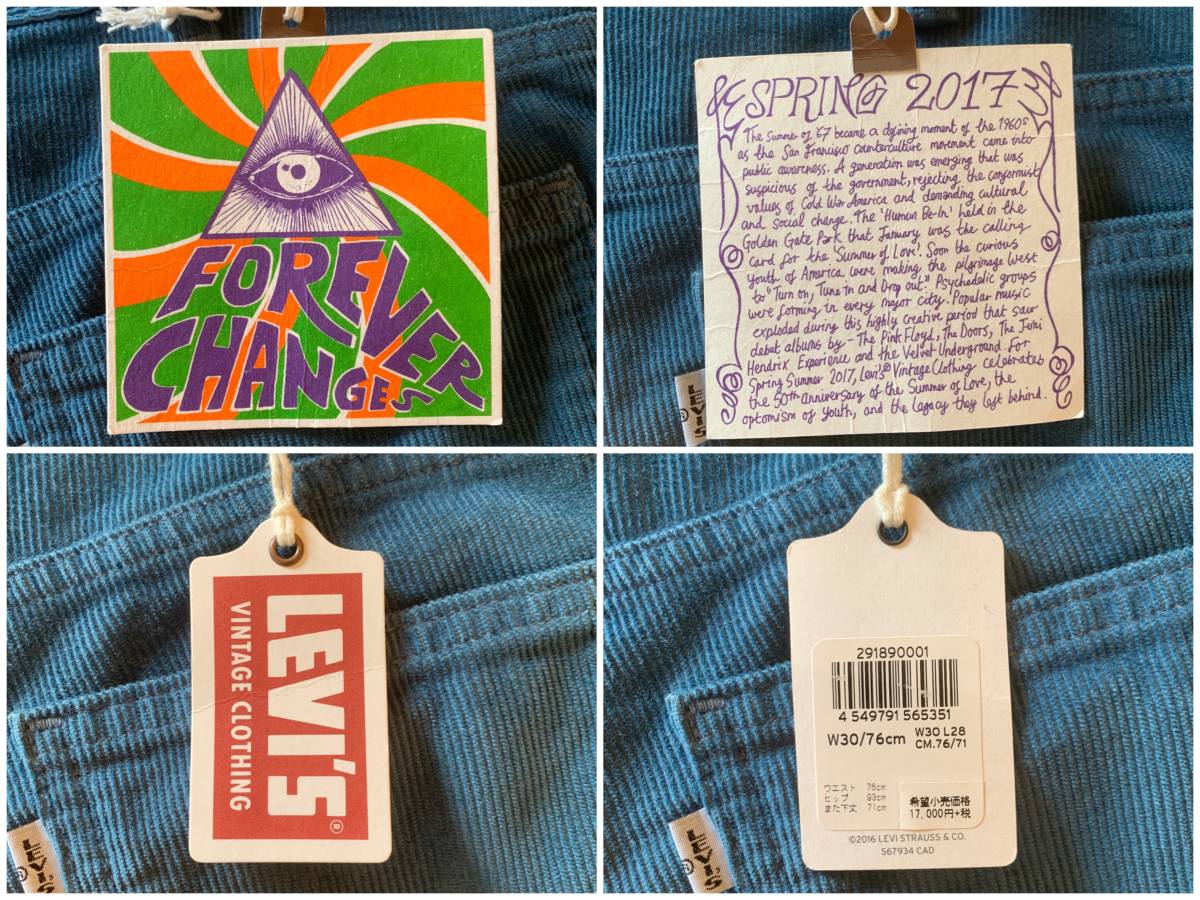 FOREVER
CHANGES
SPRING 2017
The summer of '67 became a defining moment of the 1960s
as the San Francisco counterculture movement came into
public awareness. A generation was emerging that was
suspicious of the government, rejecting the conformist
values of Cold War America and demanding cultural
and social change. The 'Human Be-In' held in the
Golden Gate Park that January was the calling
card for the 'Summer of Love'. Soon the curious
youth of America were making the pilgrimage West
to "Turn on, Tune in and Drop out." Psychedelic groups
were forming in every major city. Popular music
exploded during this highly creative period that saw
debut albums by - The Pink Floyd, The Doors, The Jimi
Hendrix Experience and the Velvet Underground. For
Spring Summer 2017, Levi's® Vintage Clothing celebrates
the 50th anniversary of the Summer of Love, the
optomism of youth, and the legacy they left behind.
LEVI'S
®
LEVI'S®
VINTAGE CLOTHING
LEVI'S
®
291890001
4 549791 565351
W30/76cm
W30 L28
CM.76/71
ウエスト 76cm
ヒップ 93cm
また下丈 71cm
希望小売価格
17,000円+税
©2016 LEVI STRAUSS & CO.
S67934 CAD
LEVI'S
®